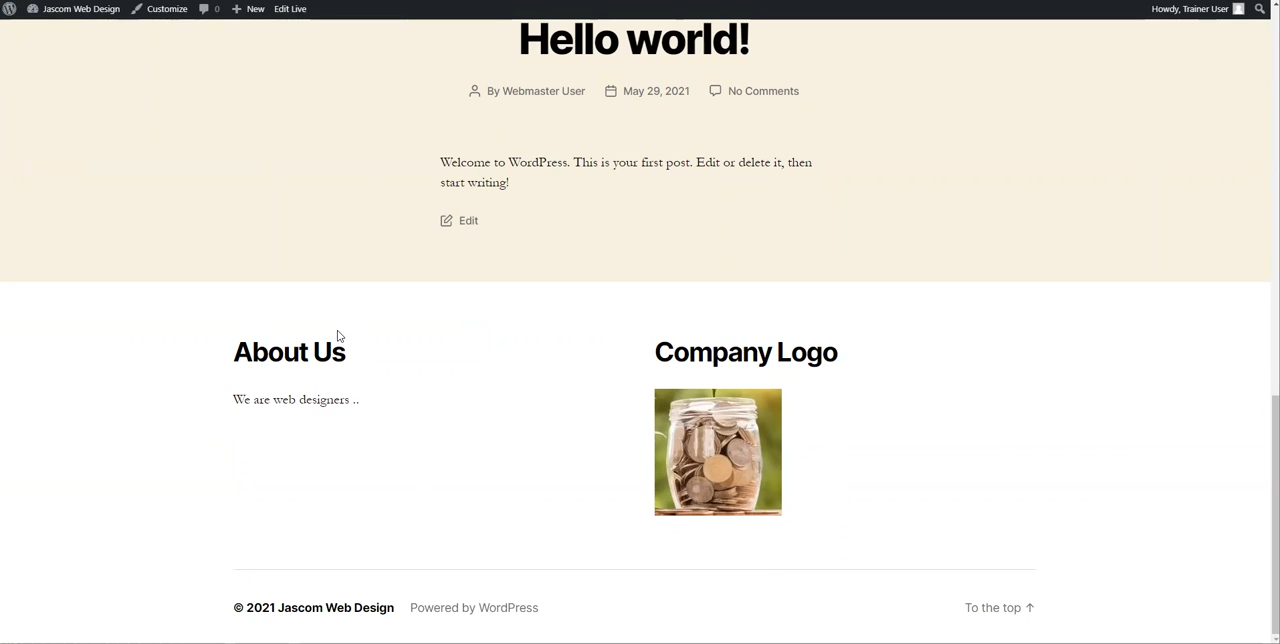 Jascom Web Design Customize 0 New Edit Live Howdy, Trainer User
Hello world!
By Webmaster User May 29, 2021 No Comments
Welcome to WordPress. This is your first post. Edit or delete it, then
start writing!
Edit
About Us
We are web designers ..
Company Logo
© 2021 Jascom Web Design Powered by WordPress To the top ↑